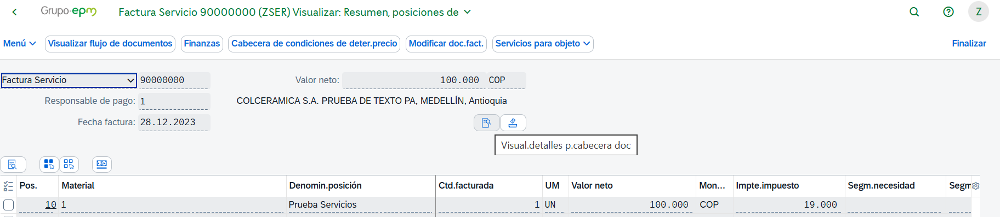 Grupo·epm Factura Servicio 90000000 (ZSER) Visualizar: Resumen, posiciones de Z
Menú Visualizar flujo de documentos Finanzas Cabecera de condiciones de deter.precio Modificar doc.fact. Servicios para objeto Finalizar
Factura Servicio 90000000 Valor neto: 100.000 COP
Responsable de pago: 1 COLCERAMICA S.A. PRUEBA DE TEXTO PA, MEDELLÍN, Antioquia
Fecha factura: 28.12.2023
Visual.detalles p.cabecera doc
Pos. Material Denomin.posición Ctd.facturada UM Valor neto Mon... Impte.impuesto Segm.necesidad Segm
10 1 Prueba Servicios 1 UN 100.000 COP 19.000